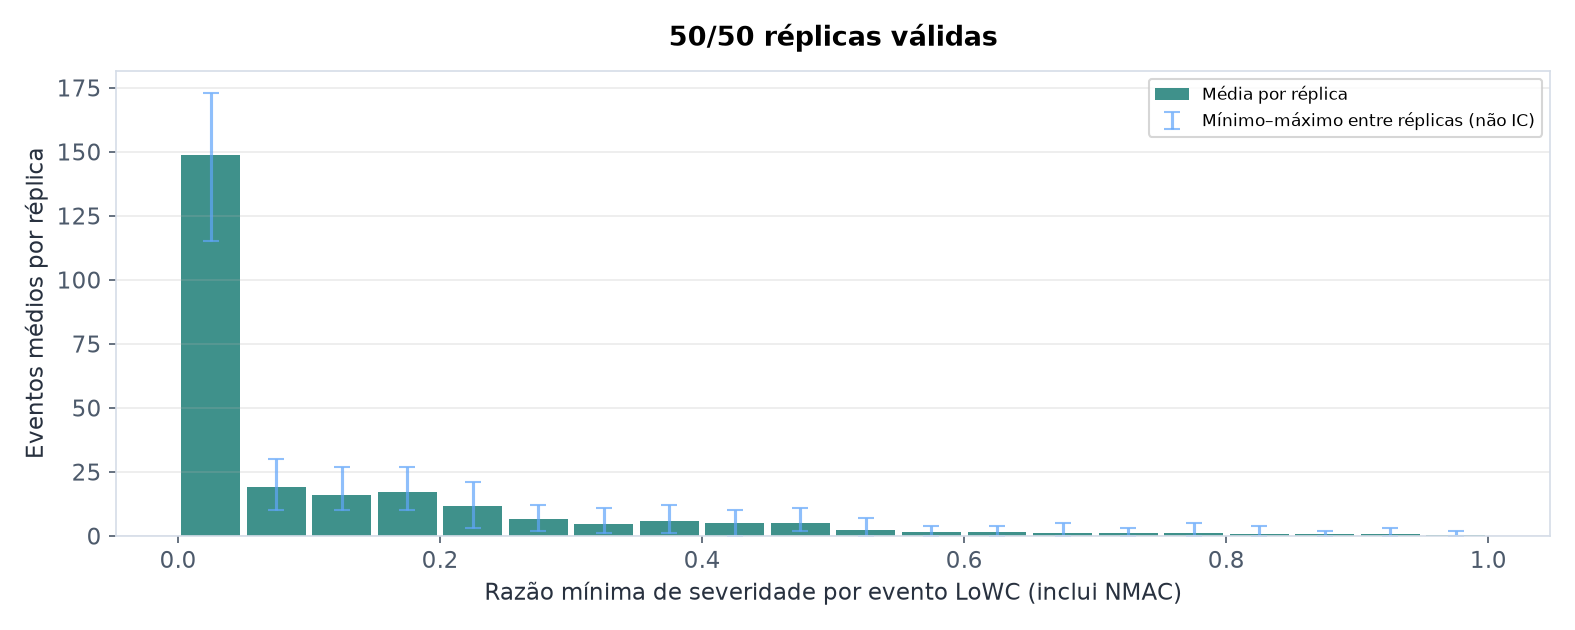 50/50 réplicas válidas
Média por réplica
Mínimo–máximo entre réplicas (não IC)
Eventos médios por réplica
175
150
125
100
75
50
25
0
0.0 0.2 0.4 0.6 0.8 1.0
Razão mínima de severidade por evento LoWC (inclui NMAC)